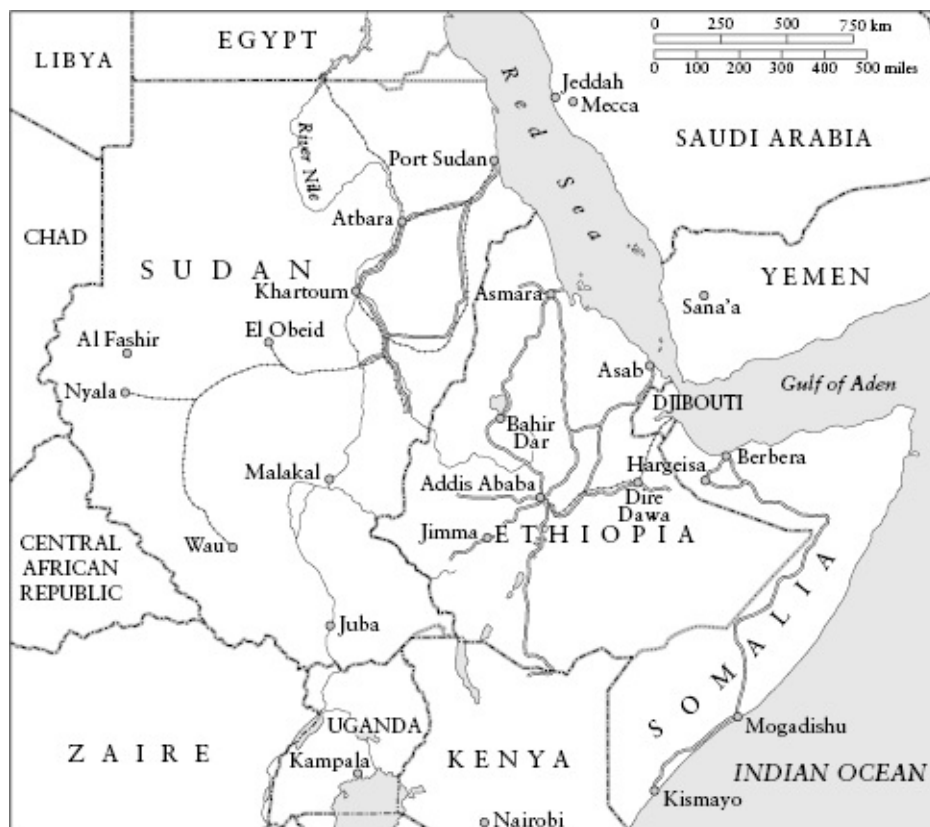 0 250 500 750 km
0 100 200 300 400 500 miles
EGYPT
LIBYA
Red Sea
Jeddah
Mecca
SAUDI ARABIA
River Nile
Port Sudan
Atbara
CHAD
SUDAN
YEMEN
Khartoum
Asmara
Sana'a
El Obeid
Al Fashir
Asab
Gulf of Aden
Nyala
DJIBOUTI
Bahir
Dar
Malakal
Hargeisa
Berbera
Addis Ababa
Dire
Dawa
Jimma
ETHIOPIA
CENTRAL
AFRICAN
REPUBLIC
Wau
SOMALIA
Juba
UGANDA
Mogadishu
ZAIRE
Kampala
KENYA
INDIAN OCEAN
Kismayo
Nairobi